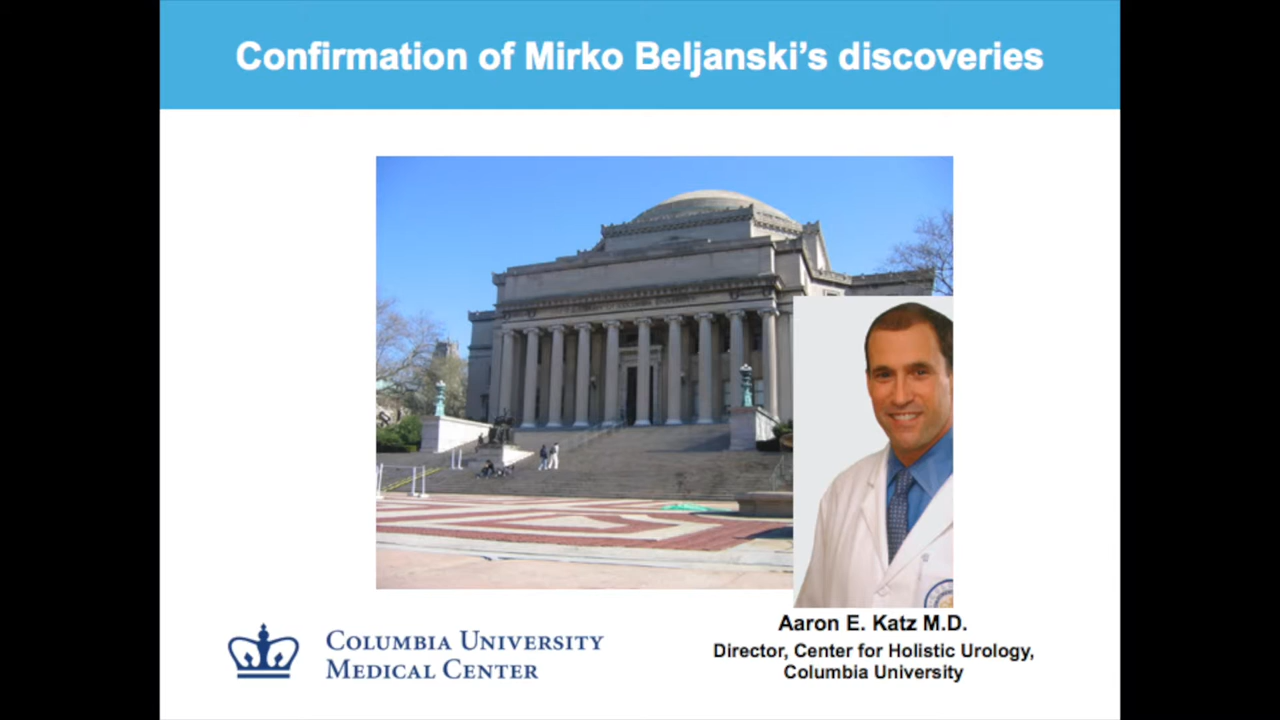 Confirmation of Mirko Beljanski's discoveries
COLUMBIA UNIVERSITY
MEDICAL CENTER
Aaron E. Katz M.D.
Director, Center for Holistic Urology,
Columbia University